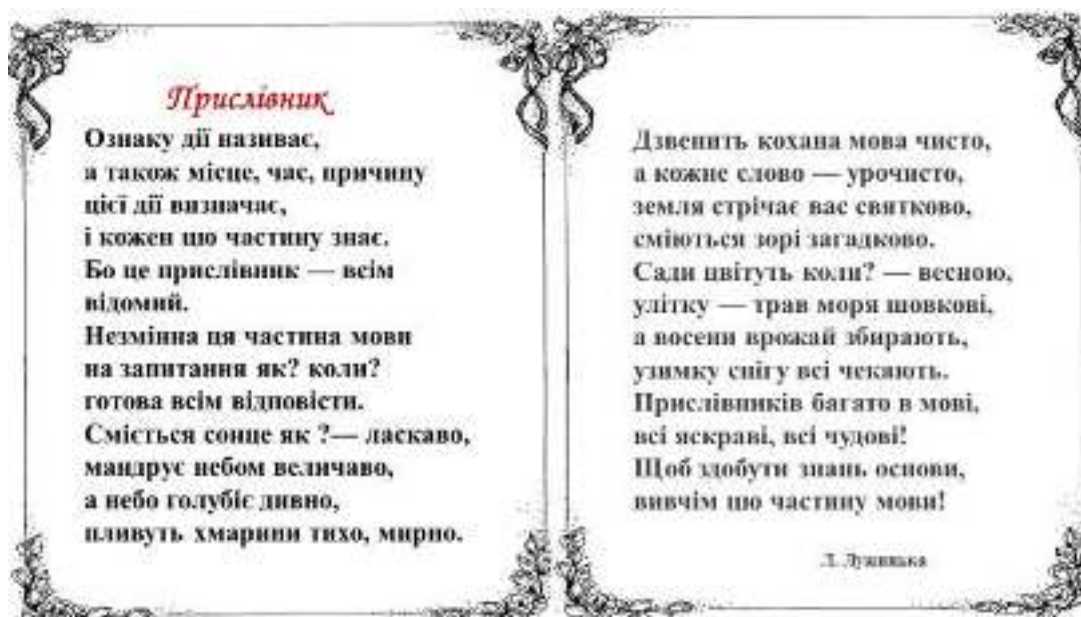 Прислівник
Ознаку дії називає,
а також місце, час, причину
цієї дії визначає,
і кожен цю частину знає.
Бо це прислівник — всім
відомий.
Незмінна ця частина мови
на запитання як? коли?
готова всім відповісти.
Сміється сонце як ?— ласкаво,
мандрує небом величаво,
а небо голубіє дивно,
пливуть хмарини тихо, мирно.
Дзвенить кохана мова чисто,
а кожне слово — урочисто,
земля стрічає вас святково,
сміються зорі загадково.
Сади цвітуть коли? — весною,
улітку — трав моря шовкові,
а восени врожай збирають,
узимку снігу всі чекають.
Прислівників багато в мові,
всі яскраві, всі чудові!
Щоб здобути знань основи,
вивчім цю частину мови!
Л.